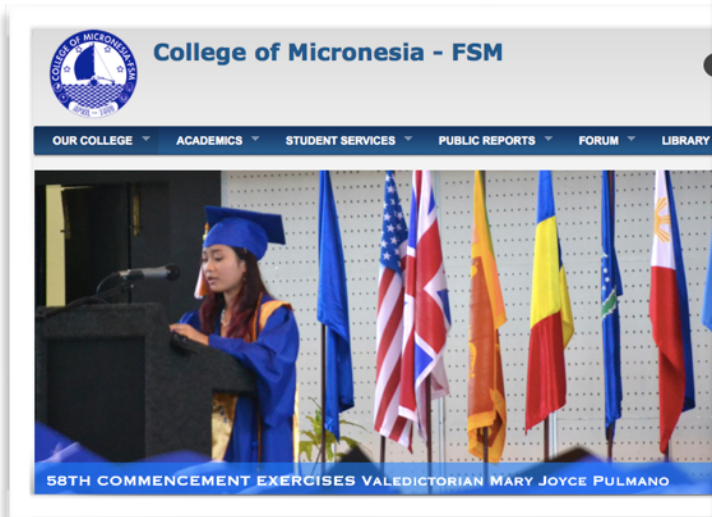 COLLEGE OF MICRONESIA-FSM
College of Micronesia - FSM
OUR COLLEGE ACADEMICS STUDENT SERVICES PUBLIC REPORTS FORUM LIBRARY
58TH COMMENCEMENT EXERCISES VALEDICTORIAN MARY JOYCE PULMANO